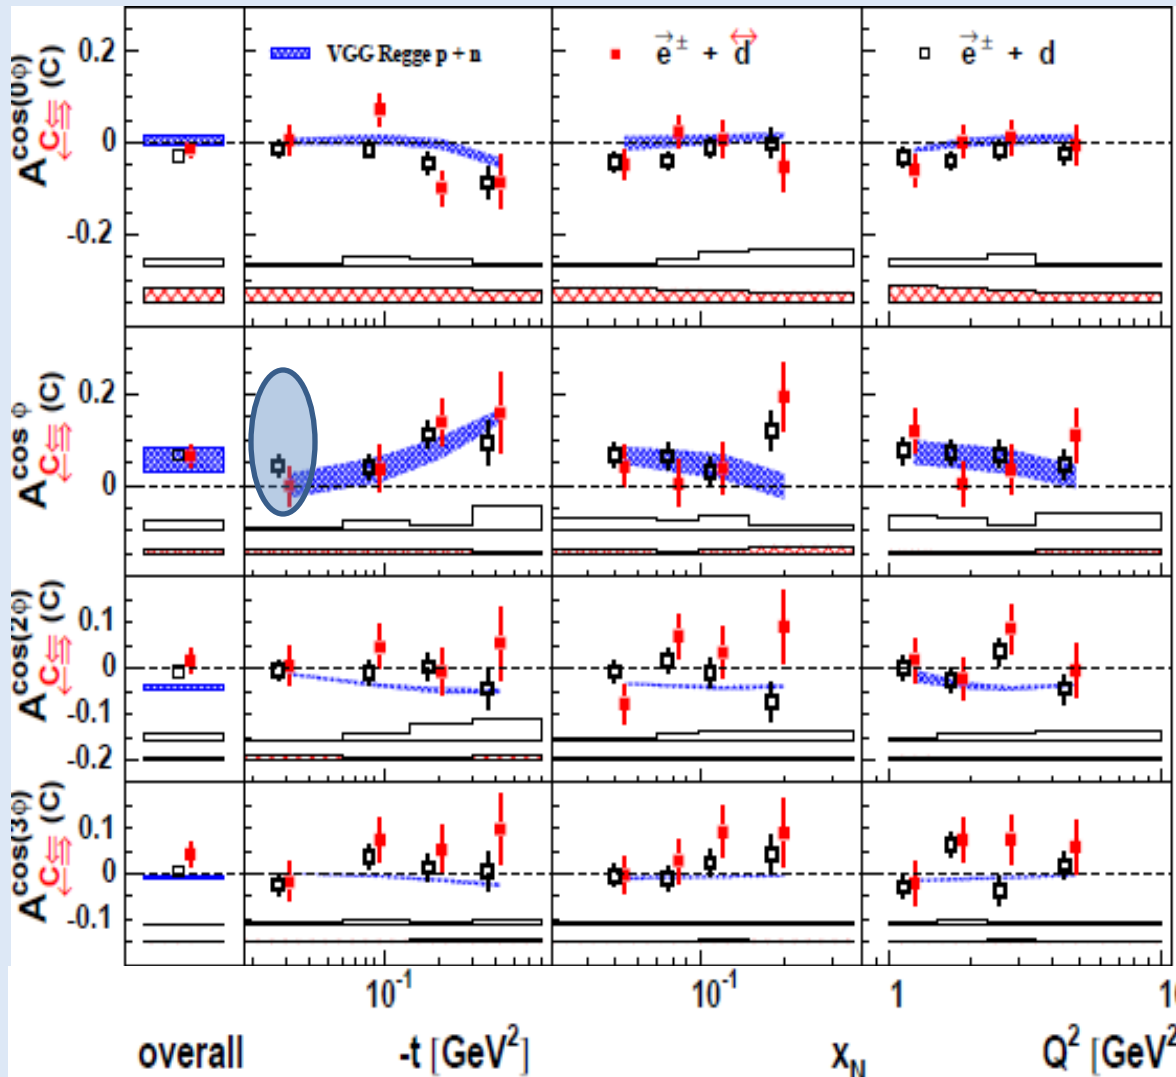 0.2
0
-0.2
A cos(0φ) C (C)
VGG Regge p + n
e± + d
e± + d
0.2
0
A cos φ C (C)
0.1
0
-0.1
-0.2
A cos(2φ) C (C)
0.1
0
-0.1
A cos(3φ) C (C)
10-1
10-1
1
10
overall
-t [GeV2]
xN
Q2 [GeV2